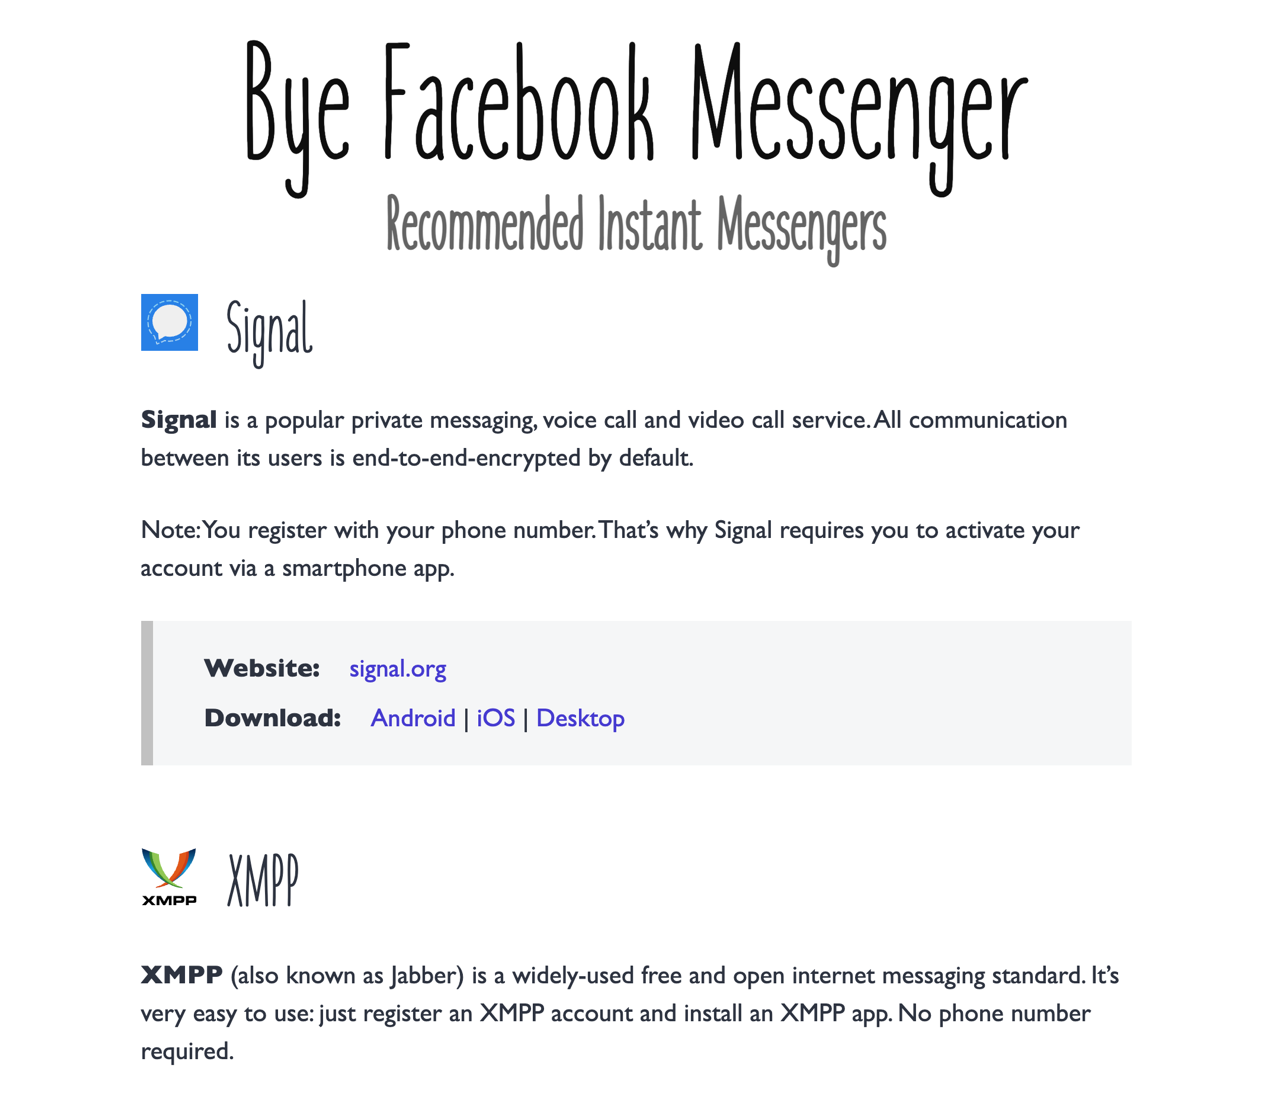 Bye Facebook Messenger
Recommended Instant Messengers
Signal
Signal is a popular private messaging, voice call and video call service. All communication
between its users is end-to-end-encrypted by default.
Note: You register with your phone number. That's why Signal requires you to activate your
account via a smartphone app.
Website: signal.org
Download: Android | iOS | Desktop
XMPP
XMPP
XMPP (also known as Jabber) is a widely-used free and open internet messaging standard. It's
very easy to use: just register an XMPP account and install an XMPP app. No phone number
required.